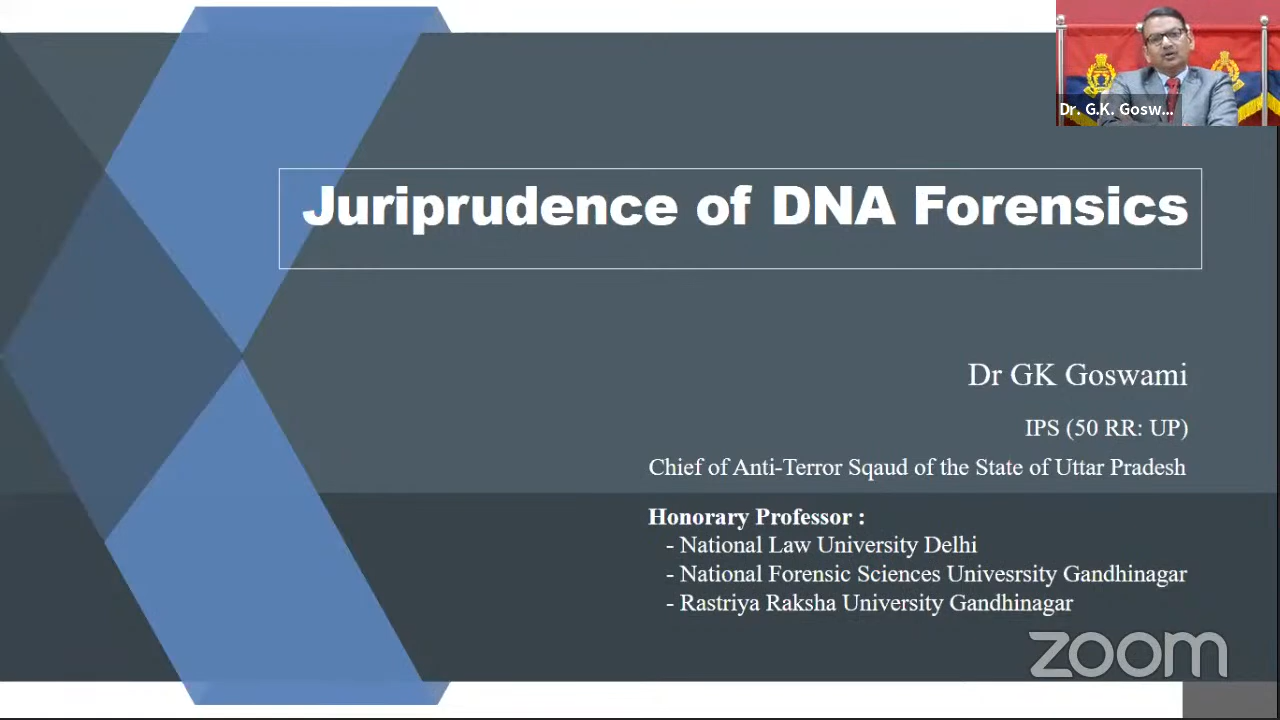 Dr. G.K. Gosw...
Juriprudence of DNA Forensics
Dr GK Goswami
IPS (50 RR: UP)
Chief of Anti-Terror Sqaud of the State of Uttar Pradesh
Honorary Professor :
- National Law University Delhi
- National Forensic Sciences Univesrsity Gandhinagar
- Rastriya Raksha University Gandhinagar
zoom